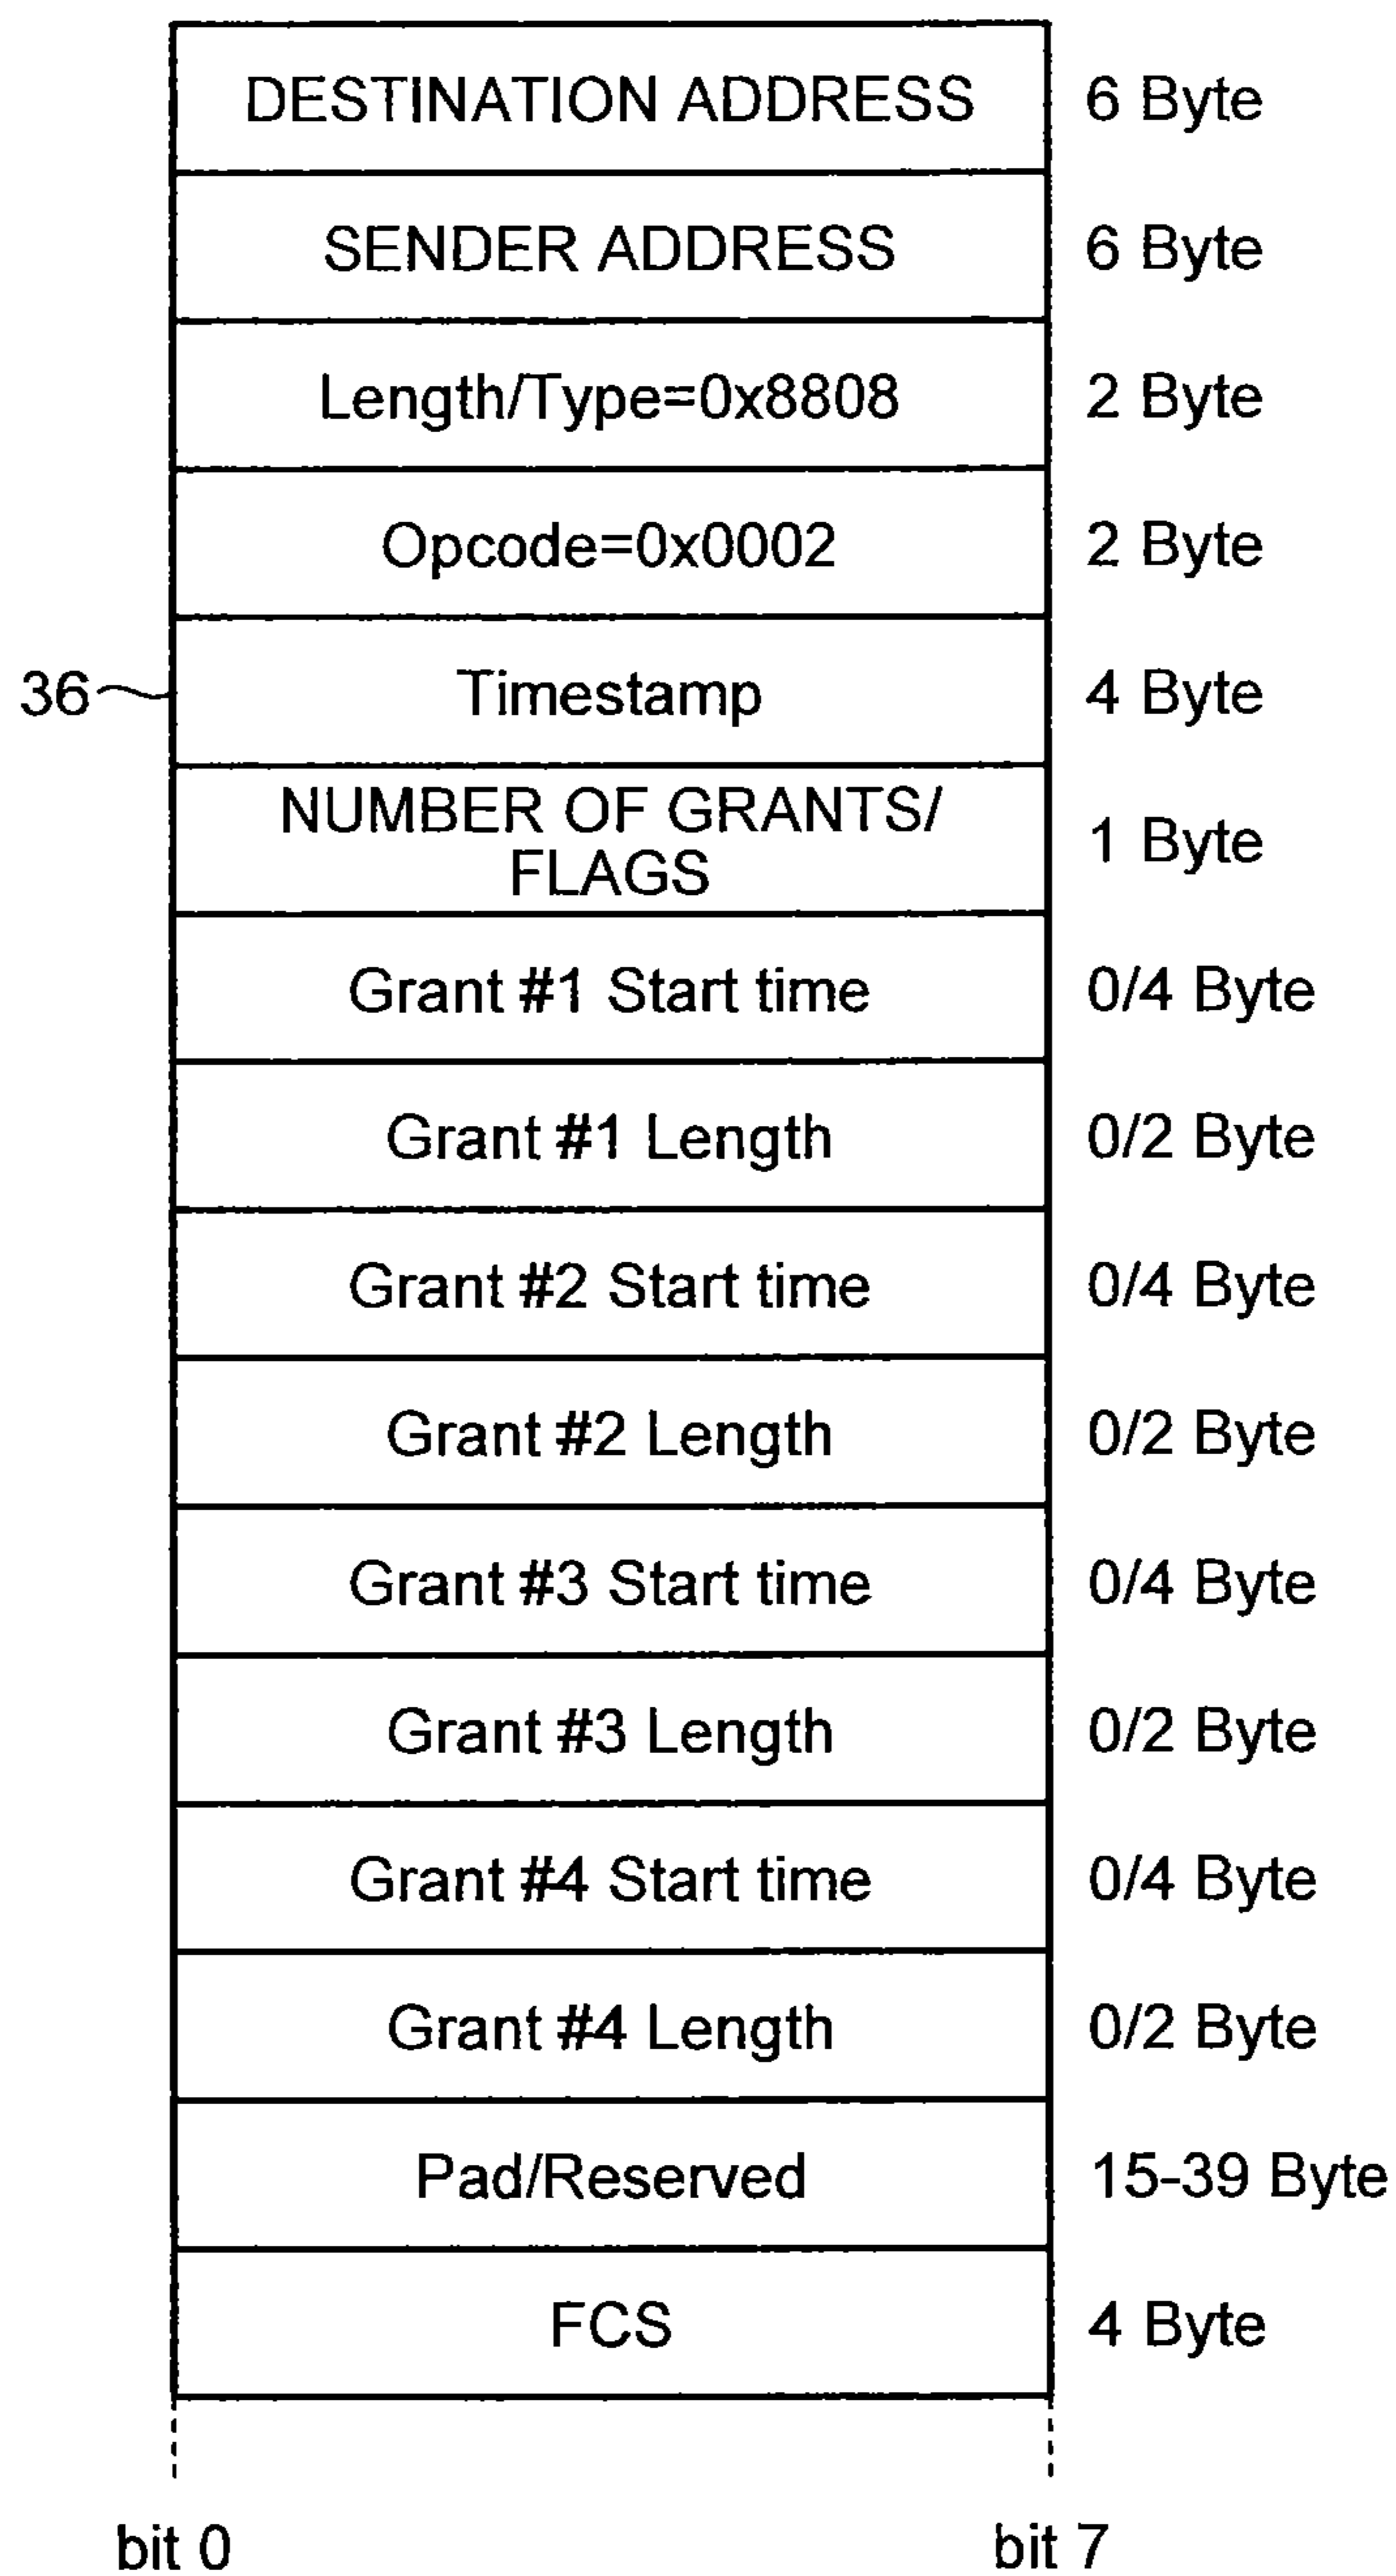 DESTINATION ADDRESS 6 Byte
SENDER ADDRESS 6 Byte
Length/Type=0x8808 2 Byte
Opcode=0x0002 2 Byte
36 Timestamp 4 Byte
NUMBER OF GRANTS/
FLAGS 1 Byte
Grant #1 Start time 0/4 Byte
Grant #1 Length 0/2 Byte
Grant #2 Start time 0/4 Byte
Grant #2 Length 0/2 Byte
Grant #3 Start time 0/4 Byte
Grant #3 Length 0/2 Byte
Grant #4 Start time 0/4 Byte
Grant #4 Length 0/2 Byte
Pad/Reserved 15-39 Byte
FCS 4 Byte
bit 0 bit 7